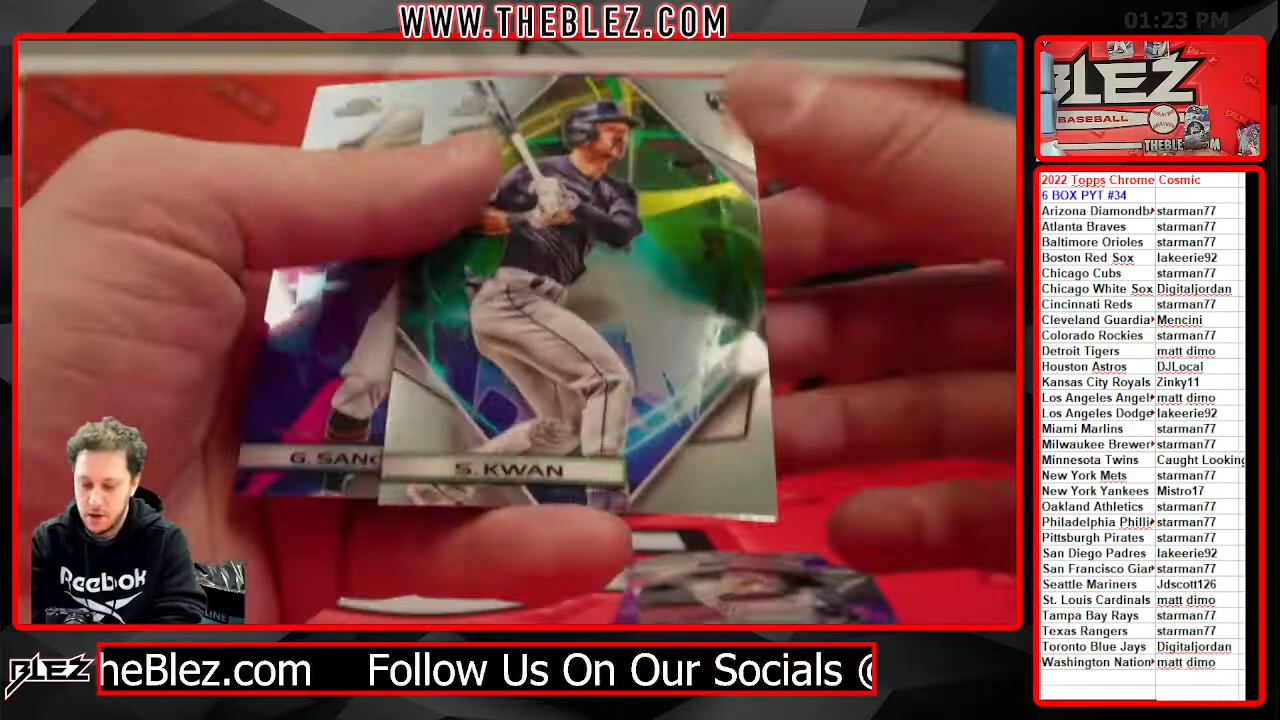 WWW.THEBLEZ.COM
01:23 PM
BLEZ
BASEBALL
G. SANC
S. KWAN
Reebok
2022 Topps Chrome Cosmic
6 BOX PYT #34
Arizona Diamondb starman77
Atlanta Braves starman77
Baltimore Orioles starman77
Boston Red Sox lakeerie92
Chicago Cubs starman77
Chicago White Sox Digitaljordan
Cincinnati Reds starman77
Cleveland Guardia Mencini
Colorado Rockies starman77
Detroit Tigers matt dimo
Houston Astros DJLocal
Kansas City Royals Zinky11
Los Angeles Angel matt dimo
Los Angeles Dodge lakeerie92
Miami Marlins starman77
Milwaukee Brewer starman77
Minnesota Twins Caught Looking
New York Mets starman77
New York Yankees Mistro17
Oakland Athletics starman77
Philadelphia Philli starman77
Pittsburgh Pirates starman77
San Diego Padres lakeerie92
San Francisco Gian starman77
Seattle Mariners Jdscott126
St. Louis Cardinals matt dimo
Tampa Bay Rays starman77
Texas Rangers starman77
Toronto Blue Jays Digitaljordan
Washington Nation matt dimo
BLEZ
heBlez.com Follow Us On Our Socials @